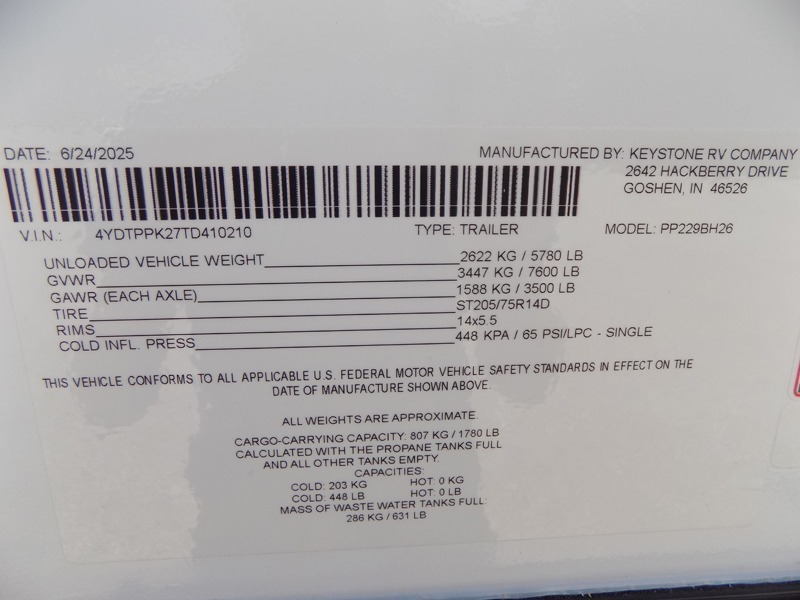 DATE: 6/24/2025 MANUFACTURED BY: KEYSTONE RV COMPANY
2642 HACKBERRY DRIVE
GOSHEN, IN 46526
V.I.N.: 4YDTPPK27TD410210 TYPE: TRAILER MODEL: PP229BH26
UNLOADED VEHICLE WEIGHT 2622 KG / 5780 LB
GVWR 3447 KG / 7600 LB
GAWR (EACH AXLE) 1588 KG / 3500 LB
TIRE ST205/75R14D
RIMS 14x5.5
COLD INFL. PRESS 448 KPA / 65 PSI/LPC - SINGLE
THIS VEHICLE CONFORMS TO ALL APPLICABLE U.S. FEDERAL MOTOR VEHICLE SAFETY STANDARDS IN EFFECT ON THE
DATE OF MANUFACTURE SHOWN ABOVE.
ALL WEIGHTS ARE APPROXIMATE.
CARGO-CARRYING CAPACITY: 807 KG / 1780 LB
CALCULATED WITH THE PROPANE TANKS FULL
AND ALL OTHER TANKS EMPTY.
CAPACITIES:
COLD: 203 KG HOT: 0 KG
COLD: 448 LB HOT: 0 LB
MASS OF WASTE WATER TANKS FULL:
286 KG / 631 LB